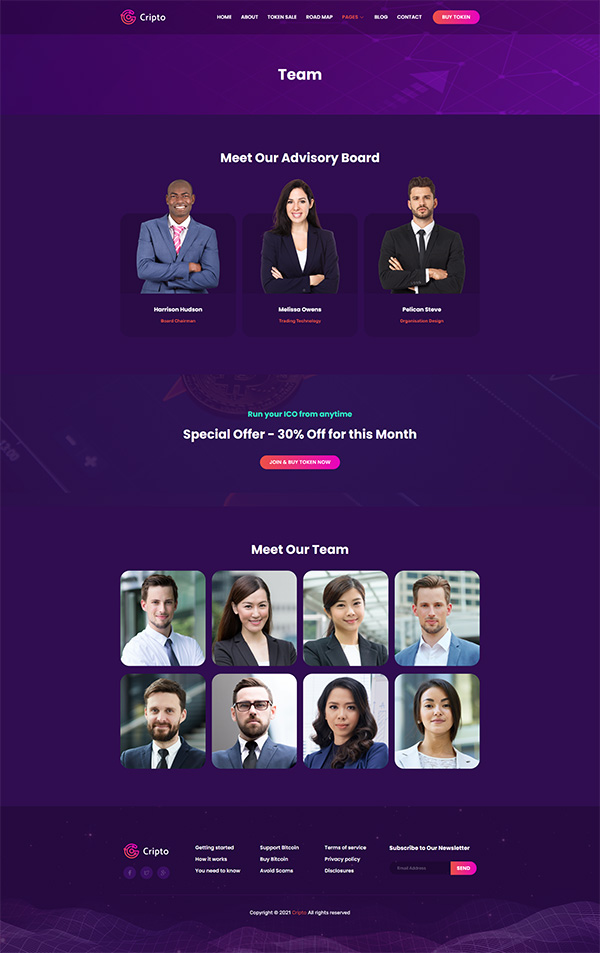 Cripto
HOME ABOUT TOKEN SALE ROAD MAP PAGES BLOG CONTACT BUY TOKEN
Team
Meet Our Advisory Board
Harrison Hudson
Board Chairman
Melissa Owens
Trading Technology
Pelican Steve
Organisation Design
Run your ICO from anytime
Special Offer - 30% Off for this Month
JOIN & BUY TOKEN NOW
Meet Our Team
Cripto
Getting started
How it works
You need to know
Support Bitcoin
Buy Bitcoin
Avoid Scams
Terms of service
Privacy policy
Disclosures
Subscribe to Our Newsletter
Email Address SEND
Copyright © 2021 Cripto All rights reserved